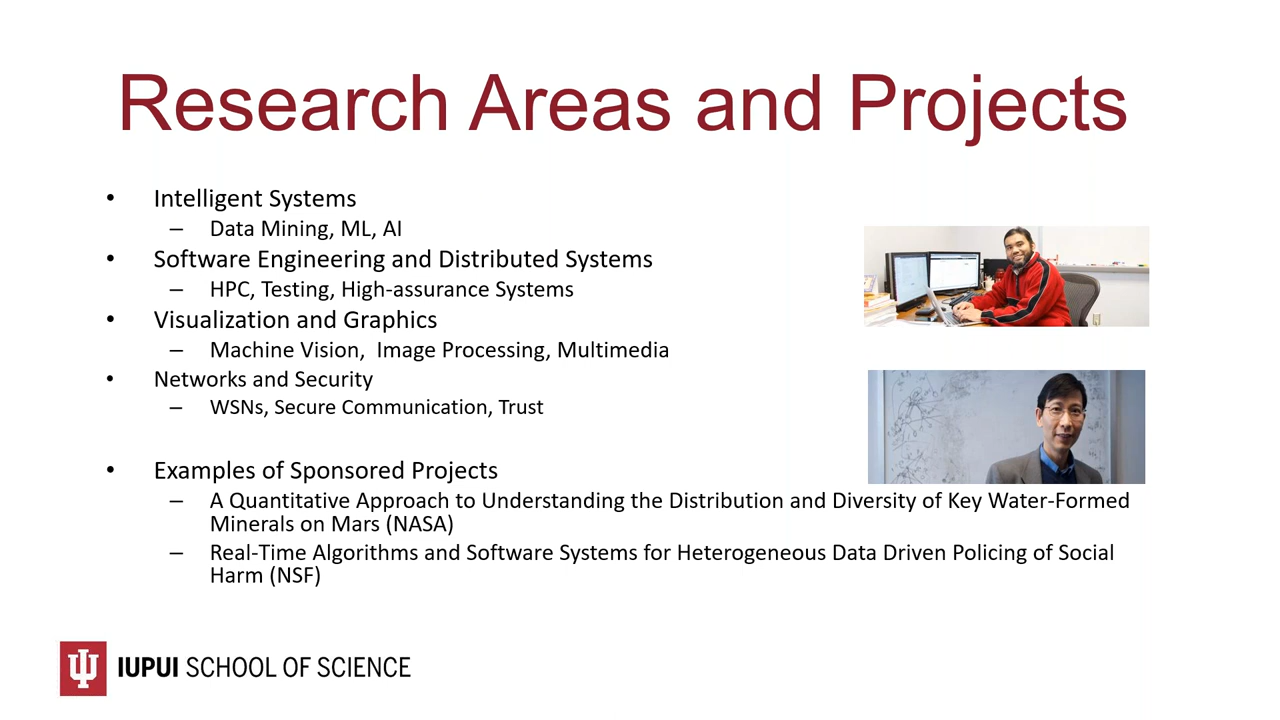 Research Areas and Projects
• Intelligent Systems
– Data Mining, ML, AI
• Software Engineering and Distributed Systems
– HPC, Testing, High-assurance Systems
• Visualization and Graphics
– Machine Vision,  Image Processing, Multimedia
• Networks and Security
– WSNs, Secure Communication, Trust
• Examples of Sponsored Projects
– A Quantitative Approach to Understanding the Distribution and Diversity of Key Water-Formed
Minerals on Mars (NASA)
– Real-Time Algorithms and Software Systems for Heterogeneous Data Driven Policing of Social
Harm (NSF)
IUPUI SCHOOL OF SCIENCE